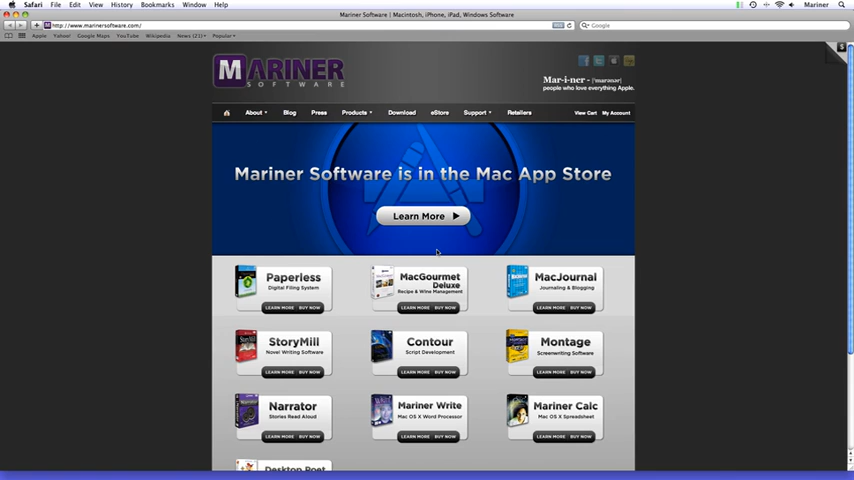 Safari File Edit View History Bookmarks Window Help Mariner
Mariner Software | Macintosh, iPhone, iPad, Windows Software
http://www.marinersoftware.com/ Google
Apple Yahoo! Google Maps YouTube Wikipedia News (21) Popular
MARINER
SOFTWARE
Mar-i-ner -
people who love everything Apple.
About Blog Press Products Download eStore Support Retailers View Cart My Account
Mariner Software is in the Mac App Store
Learn More
Paperless
Digital Filing System
LEARN MORE BUY NOW
MacGourmet
Deluxe
Recipe & Wine Management
LEARN MORE BUY NOW
MacJournal
Journaling & Blogging
LEARN MORE BUY NOW
StoryMill
Novel Writing Software
LEARN MORE BUY NOW
Contour
Script Development
LEARN MORE BUY NOW
Montage
Screenwriting Software
LEARN MORE BUY NOW
Narrator
Stories Read Aloud
LEARN MORE BUY NOW
Mariner Write
Mac OS X Word Processor
LEARN MORE BUY NOW
Mariner Calc
Mac OS X Spreadsheet
LEARN MORE BUY NOW
Desktop Poet